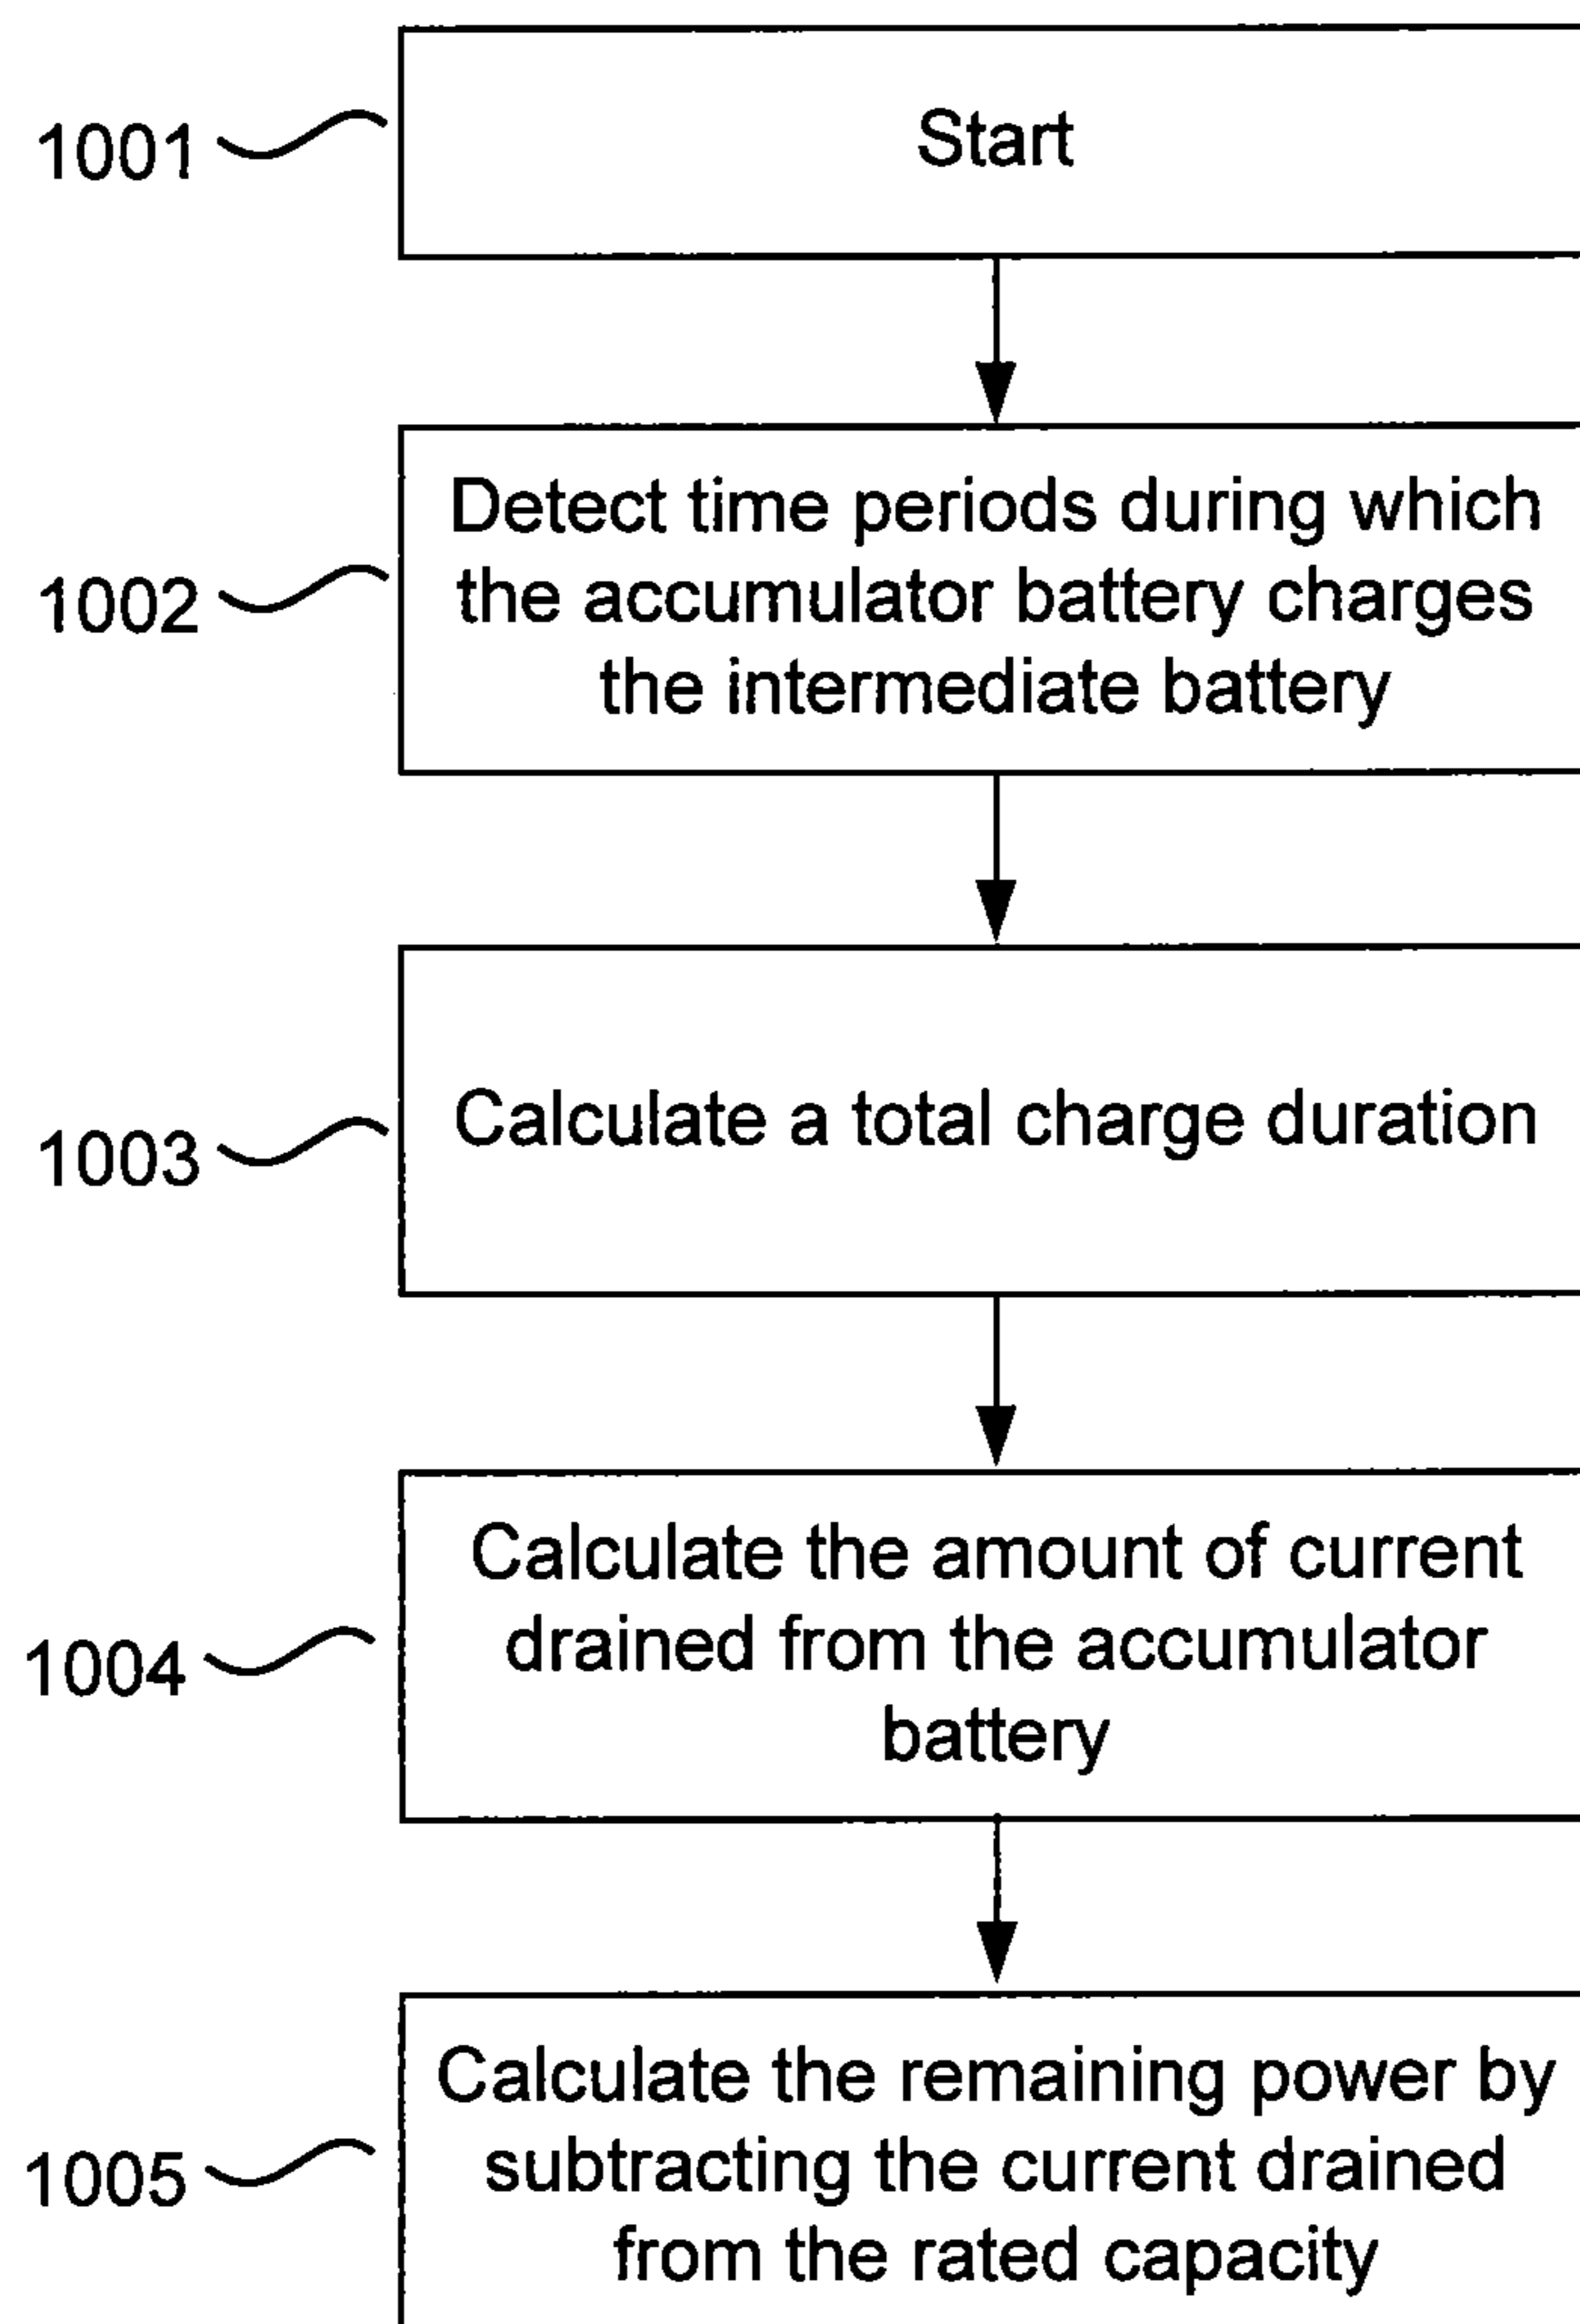 1001
Start
1002
Detect time periods during which
the accumulator battery charges
the intermediate battery
1003
Calculate a total charge duration
1004
Calculate the amount of current
drained from the accumulator
battery
1005
Calculate the remaining power by
subtracting the current drained
from the rated capacity